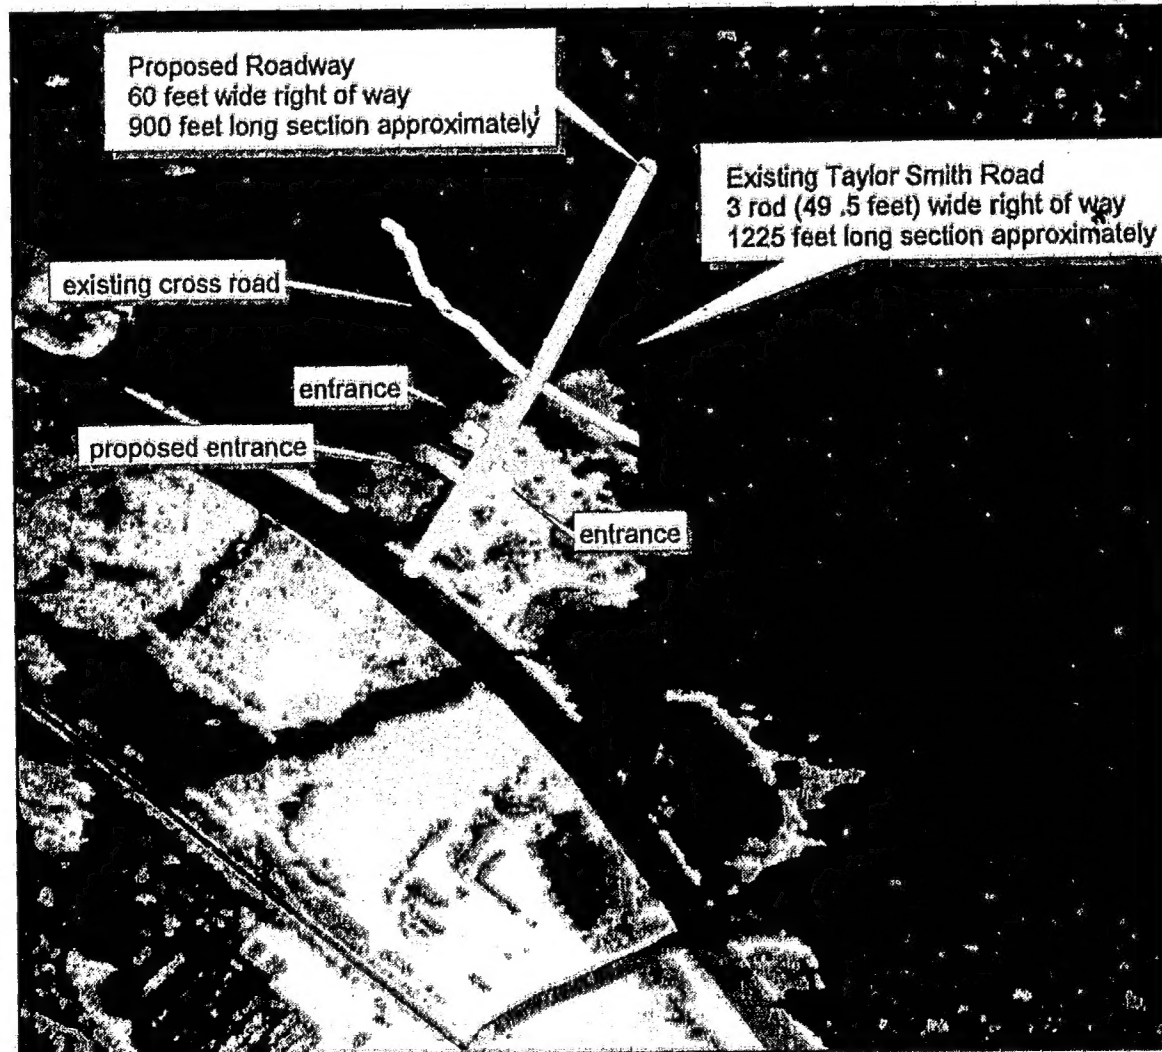 Proposed Roadway
60 feet wide right of way
900 feet long section approximately
Existing Taylor Smith Road
3 rod (49 .5 feet) wide right of way
1225 feet long section approximately
existing cross road
entrance
proposed entrance
entrance